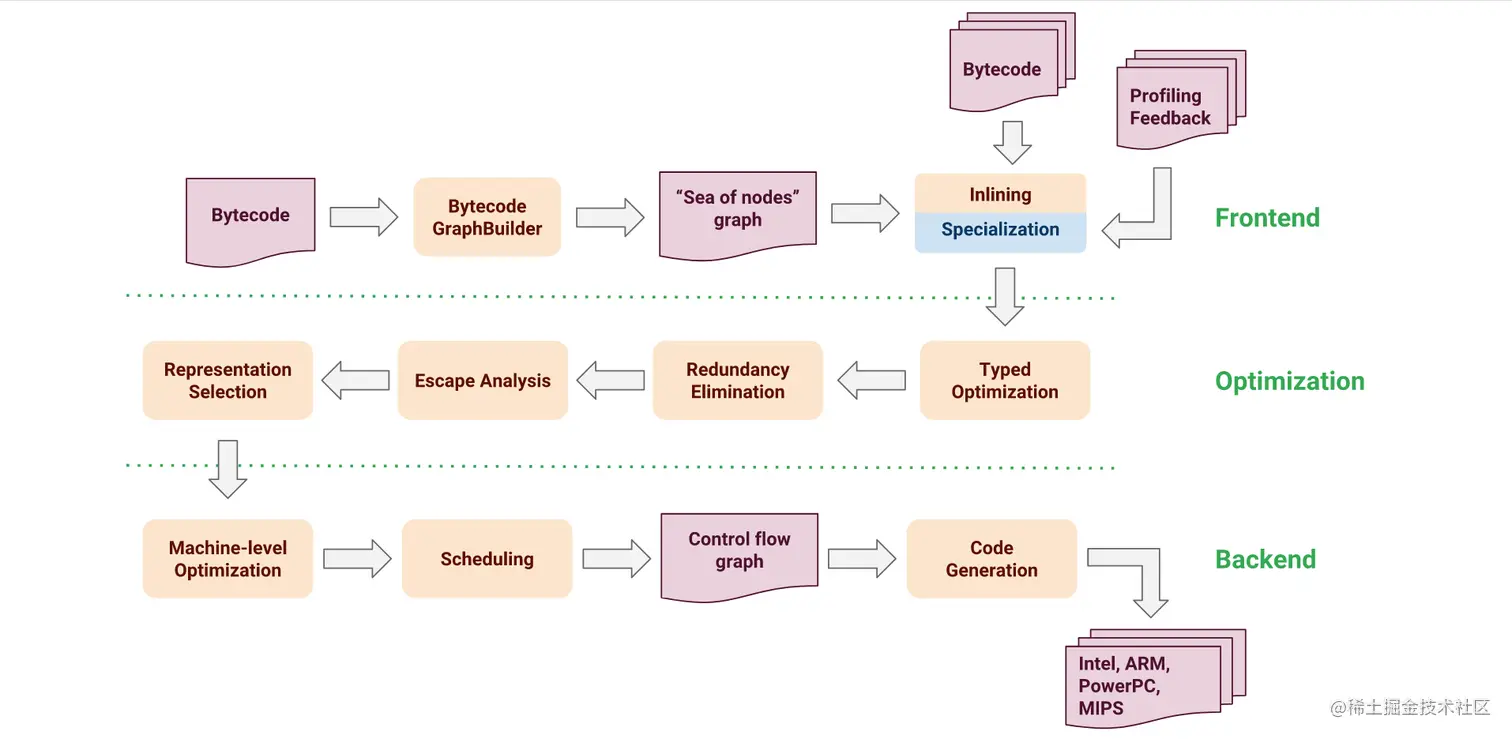 Bytecode
Profiling
Feedback
Bytecode
Bytecode
GraphBuilder
“Sea of nodes”
graph
Inlining
Specialization
Frontend
Representation
Selection
Escape Analysis
Redundancy
Elimination
Typed
Optimization
Optimization
Machine-level
Optimization
Scheduling
Control flow
graph
Code
Generation
Backend
Intel, ARM,
PowerPC,
MIPS
@稀土掘金技术社区